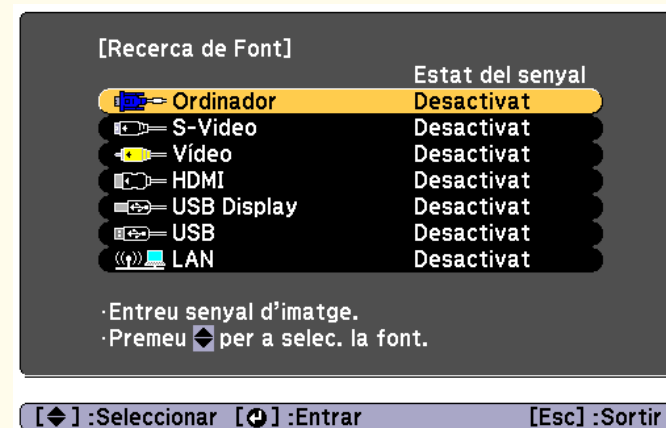 [Recerca de Font]
Estat del senyal
Ordinador Desactivat
S-Video Desactivat
Vídeo Desactivat
HDMI Desactivat
USB Display Desactivat
USB Desactivat
LAN Desactivat
·Entreu senyal d'imatge.
·Premeu per a selec. la font.
[ ] :Seleccionar [ ] :Entrar [Esc] :Sortir